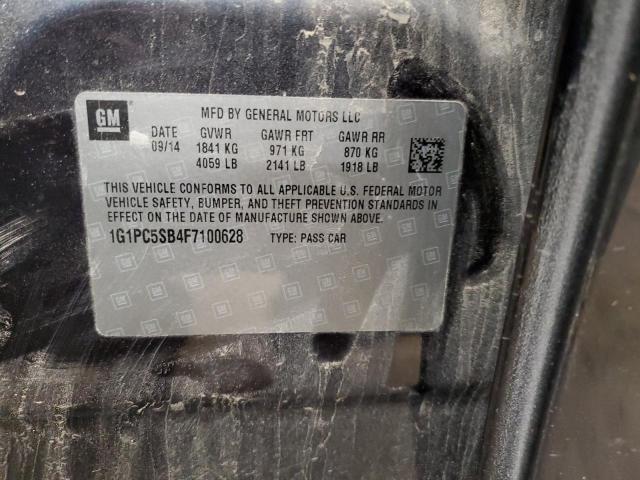 GM
MFD BY GENERAL MOTORS LLC
DATE GVWR GAWR FRT GAWR RR
09/14 1841 KG 971 KG 870 KG
4059 LB 2141 LB 1918 LB
THIS VEHICLE CONFORMS TO ALL APPLICABLE U.S. FEDERAL MOTOR
VEHICLE SAFETY, BUMPER, AND THEFT PREVENTION STANDARDS IN
EFFECT ON THE DATE OF MANUFACTURE SHOWN ABOVE.
1G1PC5SB4F7100628 TYPE: PASS CAR